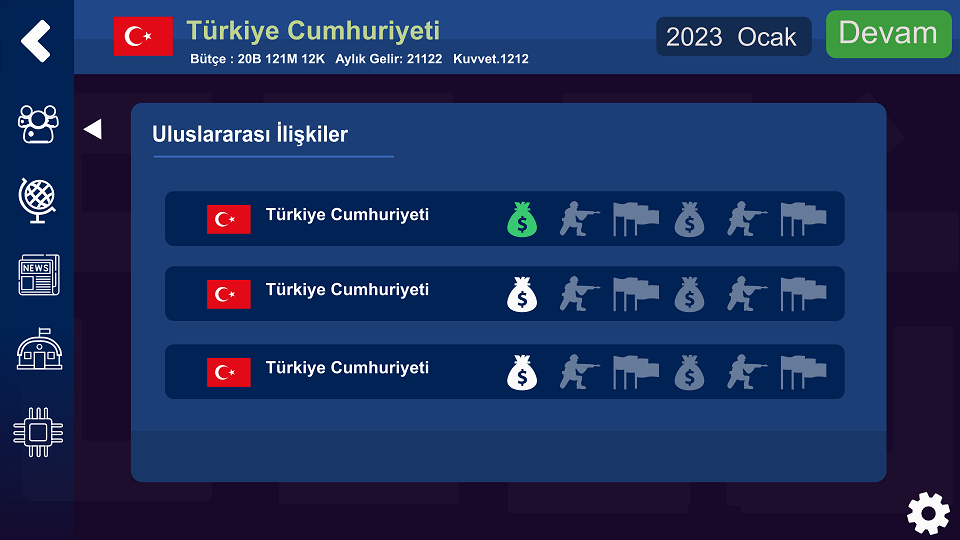 Türkiye Cumhuriyeti
Bütçe : 20B 121M 12K Aylık Gelir: 21122 Kuvvet.1212
2023 Ocak
Devam
Uluslararası İlişkiler
Türkiye Cumhuriyeti
$ $
NEWS
Türkiye Cumhuriyeti
$ $
Türkiye Cumhuriyeti
$ $